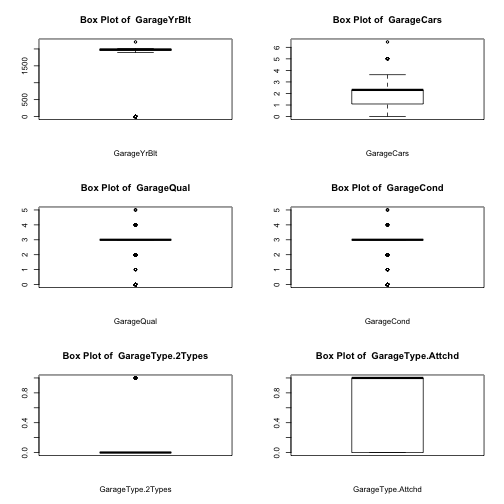 Box Plot of  GarageYrBlt
0
500
1500
GarageYrBlt
Box Plot of  GarageCars
0
1
2
3
4
5
6
GarageCars
Box Plot of  GarageQual
0
1
2
3
4
5
GarageQual
Box Plot of  GarageCond
0
1
2
3
4
5
GarageCond
Box Plot of  GarageType.2Types
0.0
0.4
0.8
GarageType.2Types
Box Plot of  GarageType.Attchd
0.0
0.4
0.8
GarageType.Attchd